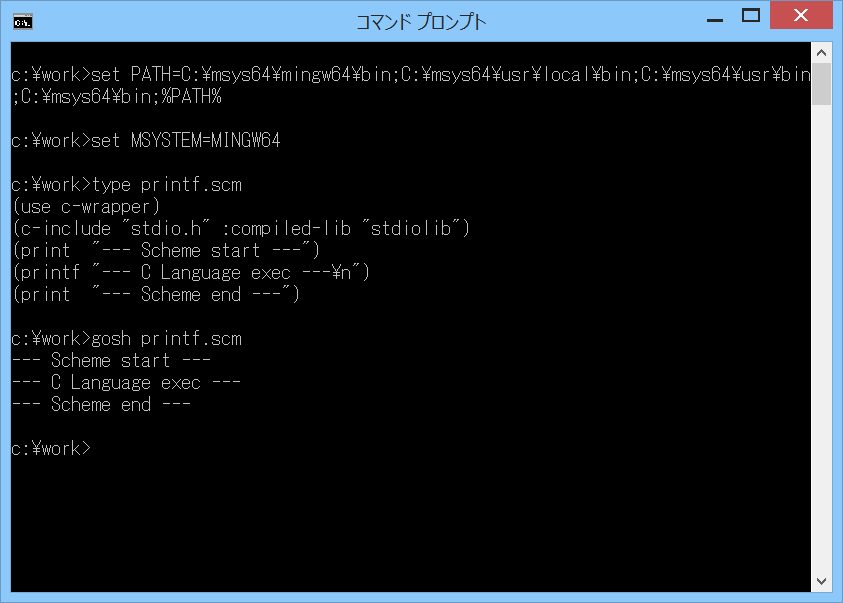 コマンド プロンプト
c:¥work>set PATH=C:¥msys64¥mingw64¥bin;C:¥msys64¥usr¥local¥bin;C:¥msys64¥usr¥bin
;C:¥msys64¥bin;%PATH%
c:¥work>set MSYSTEM=MINGW64
c:¥work>type printf.scm
(use c-wrapper)
(c-include "stdio.h" :compiled-lib "stdiolib")
(print  "--- Scheme start ---")
(printf "--- C Language exec ---¥n")
(print  "--- Scheme end ---")
c:¥work>gosh printf.scm
--- Scheme start ---
--- C Language exec ---
--- Scheme end ---
c:¥work>